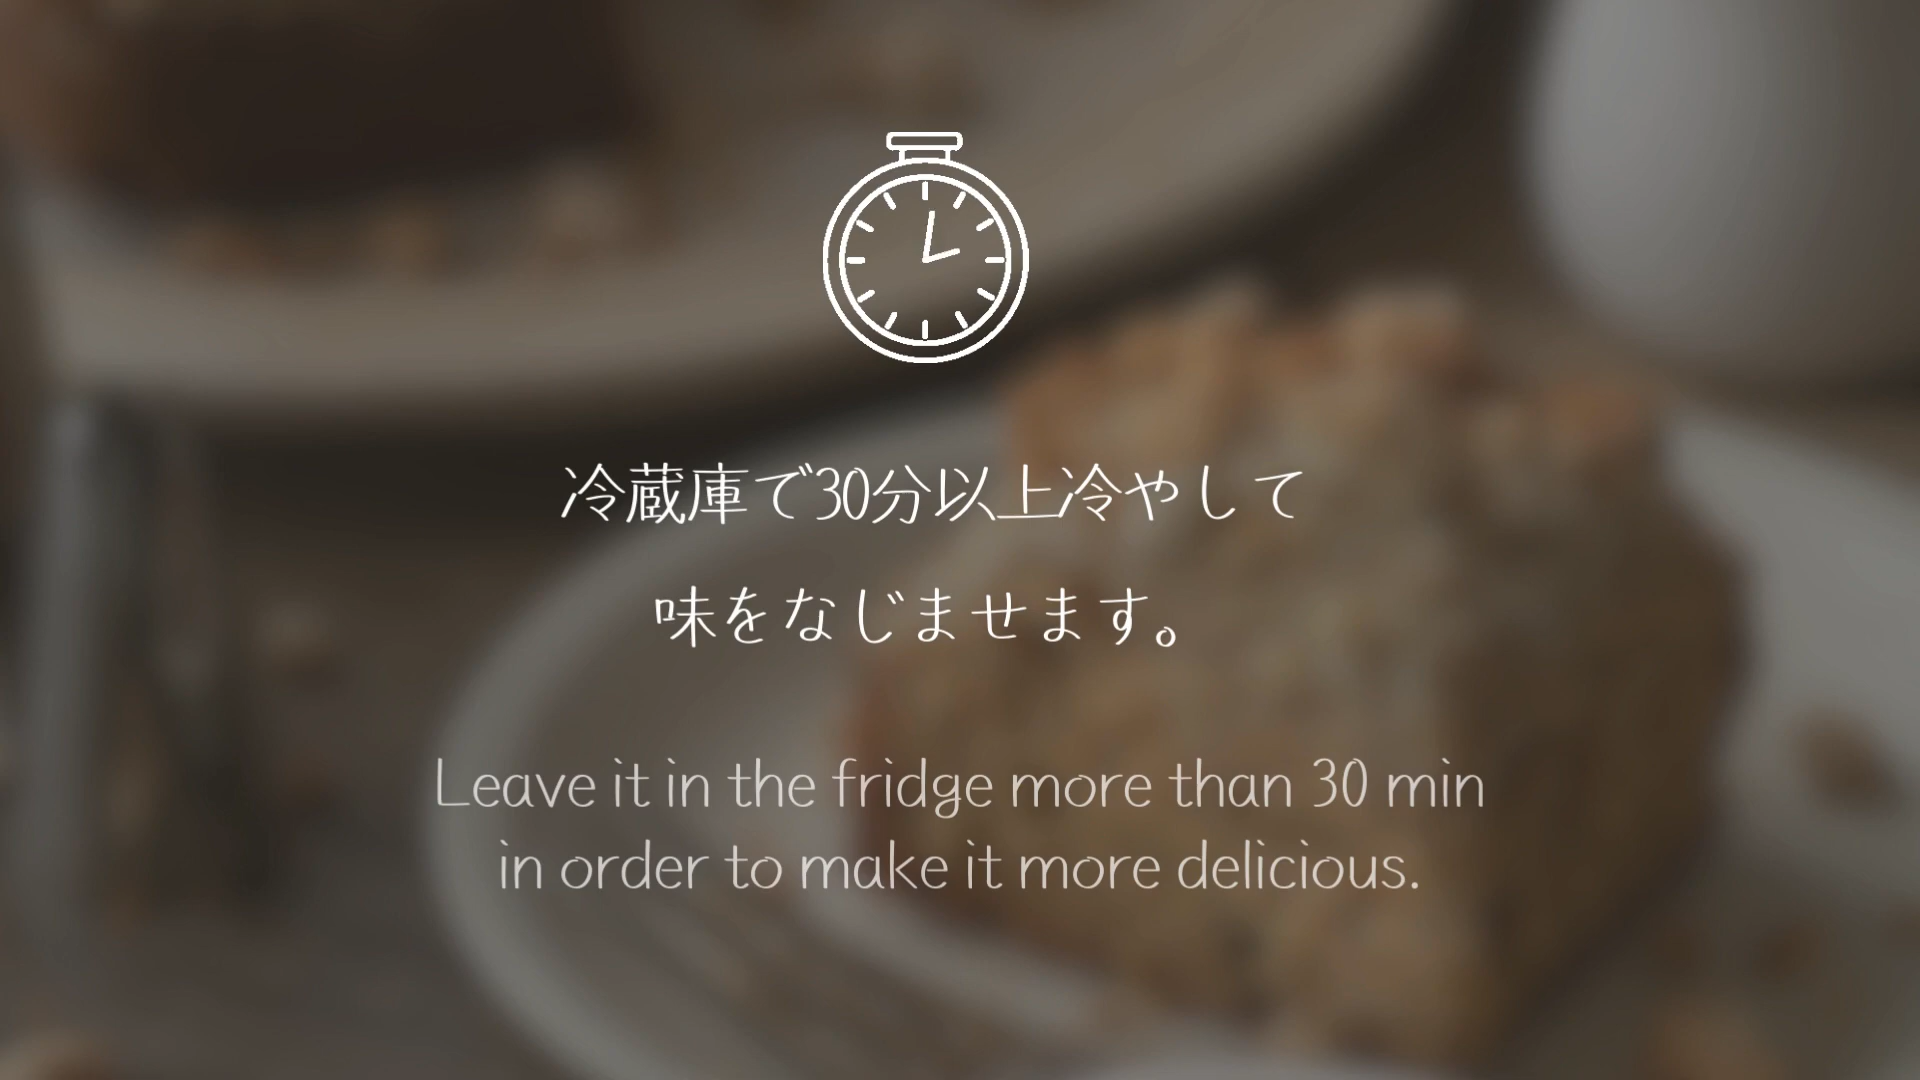 冷蔵庫で30分以上冷やして
味をなじませます。
Leave it in the fridge more than 30 min
in order to make it more delicious.